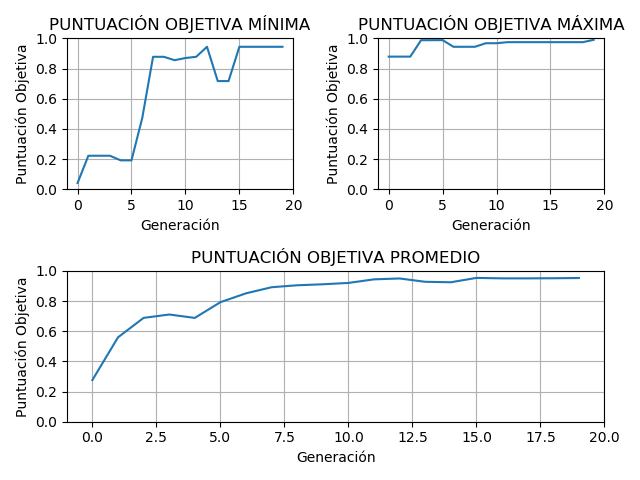 PUNTUACIÓN OBJETIVA MÍNIMA
1.0
0.8
0.6
0.4
0.2
0.0
Puntuación Objetiva
0 5 10 15 20
Generación
PUNTUACIÓN OBJETIVA MÁXIMA
1.0
0.8
0.6
0.4
0.2
0.0
Puntuación Objetiva
0 5 10 15 20
Generación
PUNTUACIÓN OBJETIVA PROMEDIO
1.0
0.8
0.6
0.4
0.2
0.0
Puntuación Objetiva
0.0 2.5 5.0 7.5 10.0 12.5 15.0 17.5 20.0
Generación